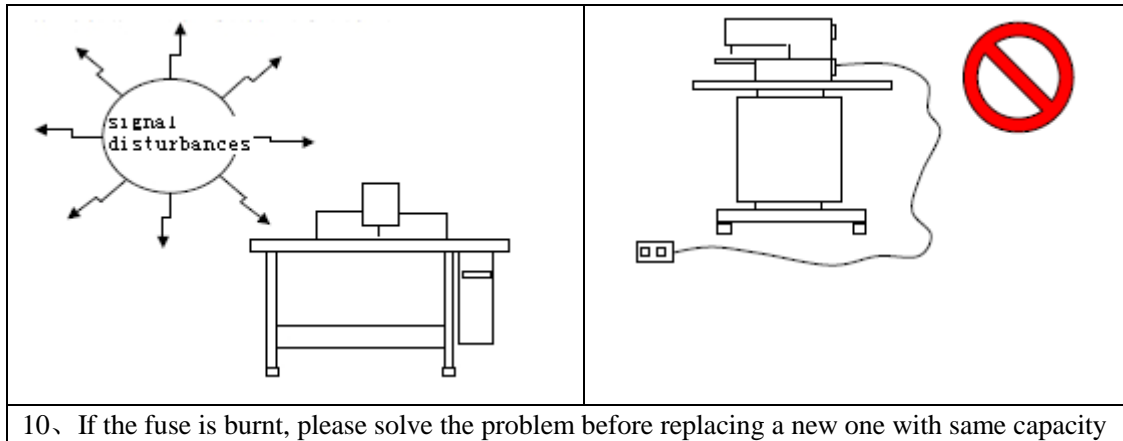 signal
disturbances
10、If the fuse is burnt, please solve the problem before replacing a new one with same capacity